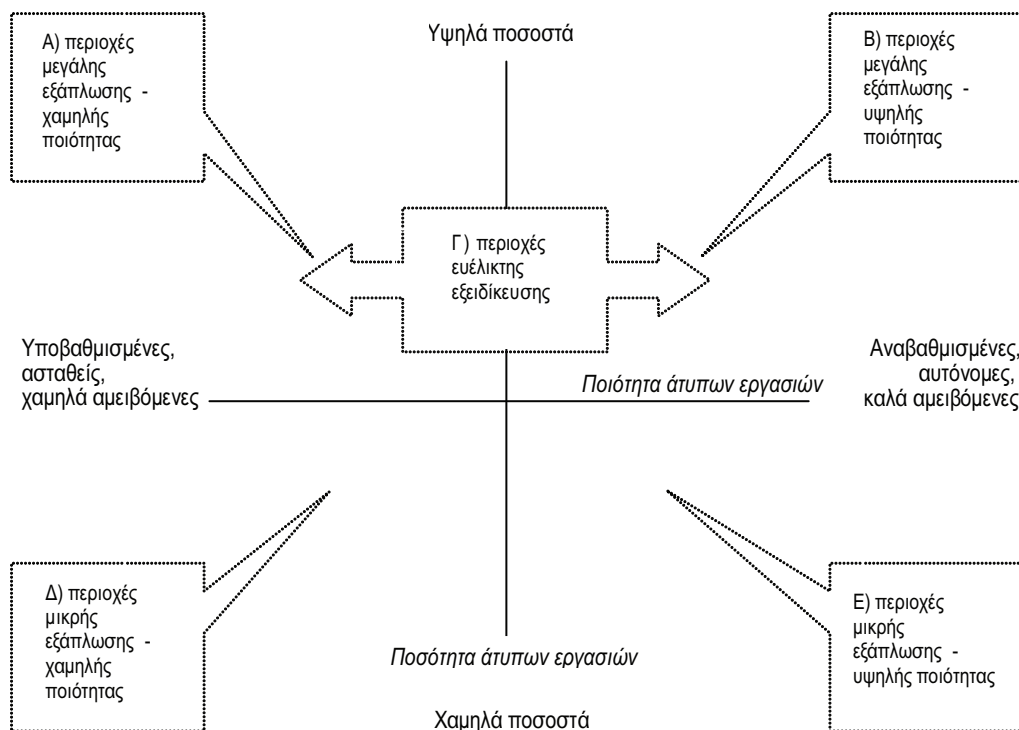 Α) περιοχές
μεγάλης
εξάπλωσης -
χαμηλής
ποιότητας
Υψηλά ποσοστά
Β) περιοχές
μεγάλης
εξάπλωσης -
υψηλής
ποιότητας
Γ) περιοχές
ευέλικτης
εξειδίκευσης
Υποβαθμισμένες,
ασταθείς,
χαμηλά αμειβόμενες
Ποιότητα άτυπων εργασιών
Αναβαθμισμένες,
αυτόνομες,
καλά αμειβόμενες
Δ) περιοχές
μικρής
εξάπλωσης -
χαμηλής
ποιότητας
Ποσότητα άτυπων εργασιών
Χαμηλά ποσοστά
Ε) περιοχές
μικρής
εξάπλωσης -
υψηλής ποιότητας